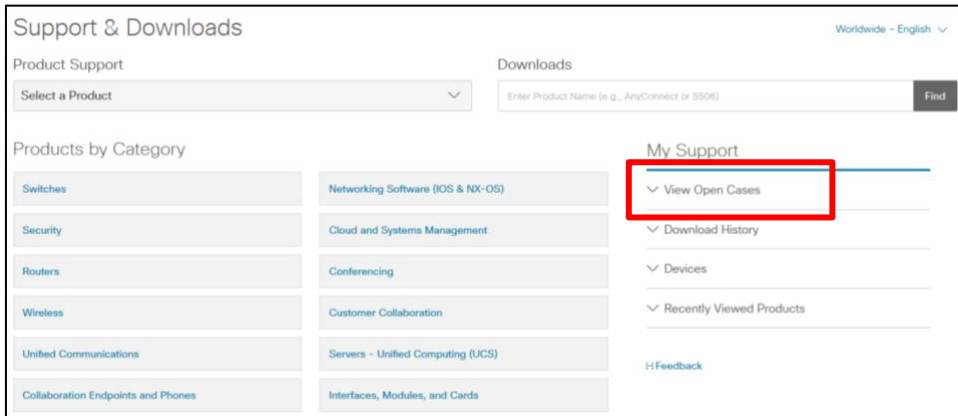 Support & Downloads
Worldwide - English
Product Support
Downloads
Select a Product
Enter Product Name (e.g., AnyConnect or 5506)
Find
Products by Category
My Support
Switches
Networking Software (IOS & NX-OS)
View Open Cases
Security
Cloud and Systems Management
Download History
Routers
Conferencing
Devices
Wireless
Customer Collaboration
Recently Viewed Products
Unified Communications
Servers - Unified Computing (UCS)
Feedback
Collaboration Endpoints and Phones
Interfaces, Modules, and Cards